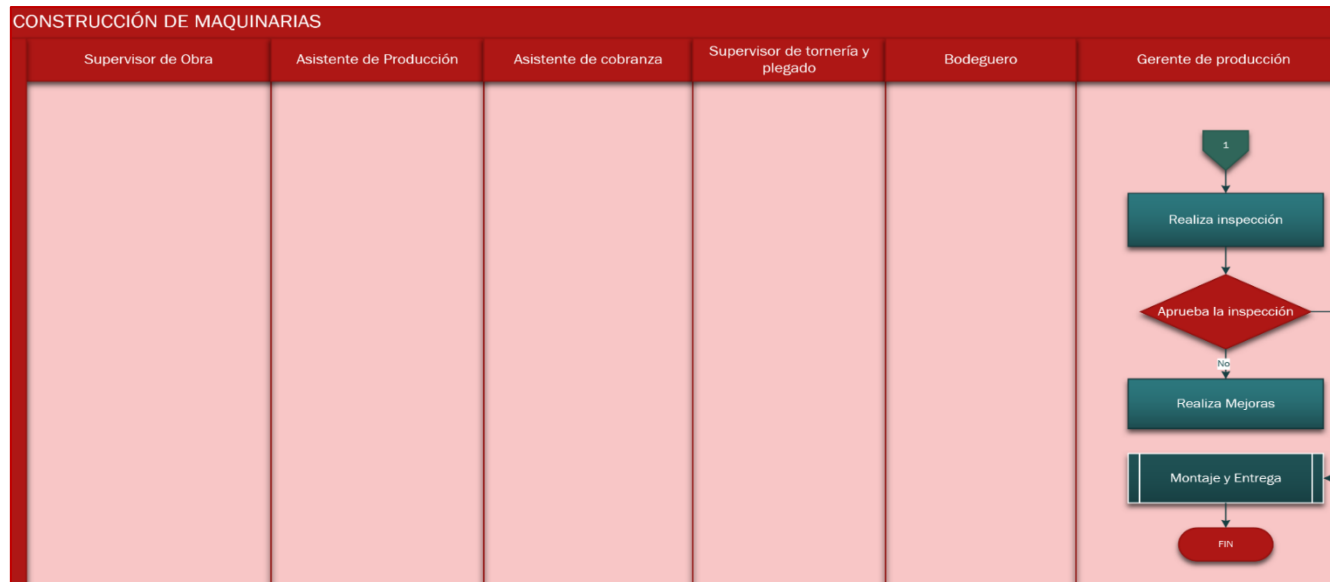 CONSTRUCCIÓN DE MAQUINARIAS
Supervisor de Obra
Asistente de Producción
Asistente de cobranza
Supervisor de tornería y
plegado
Bodeguero
Gerente de producción
1
Realiza inspección
Aprueba la inspección
No
Realiza Mejoras
Montaje y Entrega
FIN